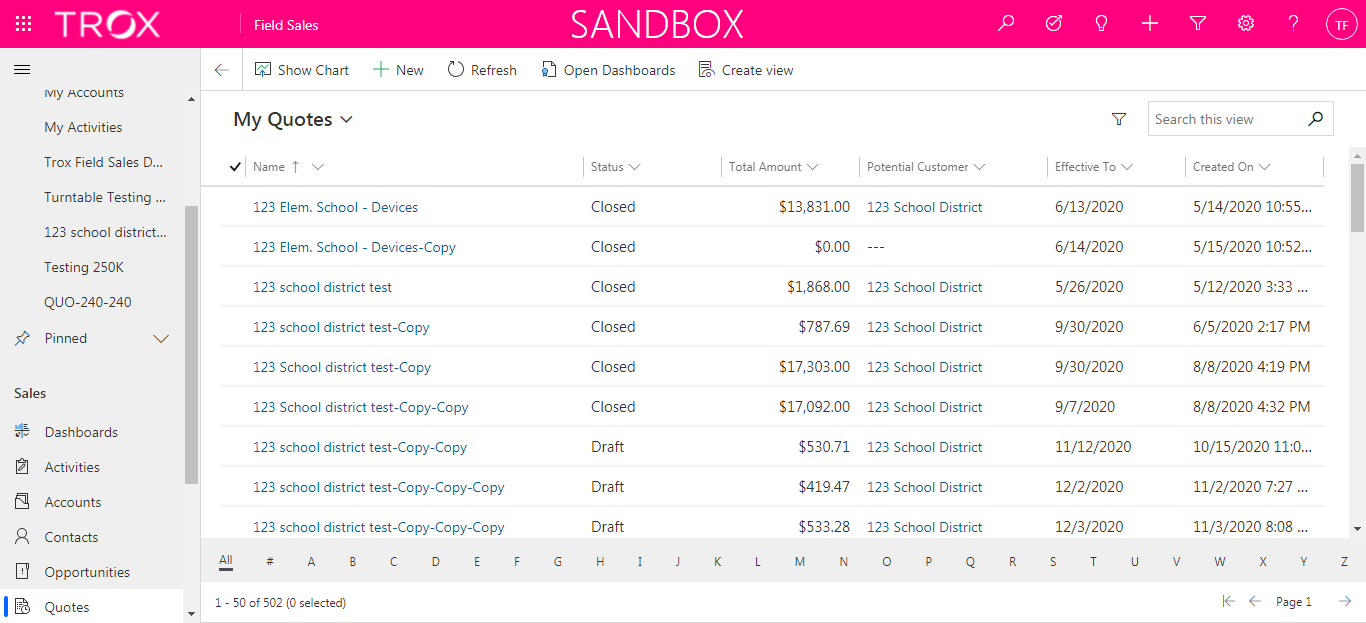 TROX
Field Sales
SANDBOX
?
TF
Show Chart
New
Refresh
Open Dashboards
Create view
My Accounts
My Activities
Trox Field Sales D...
Turntable Testing ...
123 school district...
Testing 250K
QUO-240-240
Pinned
Sales
Dashboards
Activities
Accounts
Contacts
Opportunities
Quotes
My Quotes
Search this view
Name ↑ Status Total Amount Potential Customer Effective To Created On
123 Elem. School - Devices Closed $13,831.00 123 School District 6/13/2020 5/14/2020 10:55...
123 Elem. School - Devices-Copy Closed $0.00 --- 6/14/2020 5/15/2020 10:52...
123 school district test Closed $1,868.00 123 School District 5/26/2020 5/12/2020 3:33 ...
123 school district test-Copy Closed $787.69 123 School District 9/30/2020 6/5/2020 2:17 PM
123 School district test-Copy Closed $17,303.00 123 School District 9/30/2020 8/8/2020 4:19 PM
123 School district test-Copy-Copy Closed $17,092.00 123 School District 9/7/2020 8/8/2020 4:32 PM
123 school district test-Copy-Copy Draft $530.71 123 School District 11/12/2020 10/15/2020 11:0...
123 school district test-Copy-Copy-Copy Draft $419.47 123 School District 12/2/2020 11/2/2020 7:27 ...
123 school district test-Copy-Copy-Copy Draft $533.28 123 School District 12/3/2020 11/3/2020 8:08 ...
All # A B C D E F G H I J K L M N O P Q R S T U V W X Y Z
1 - 50 of 502 (0 selected)
Page 1